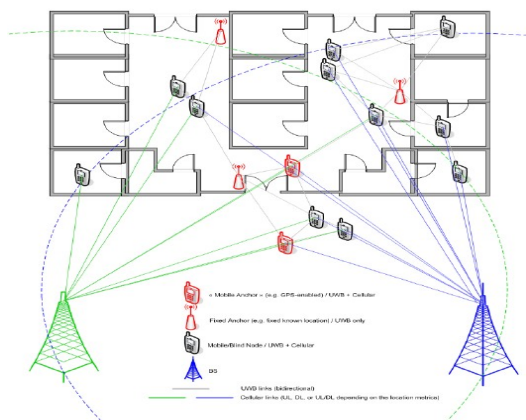 « Mobile Anchor » (e.g. GPS-enabled) / UWB + Cellular
Fixed Anchor (e.g. fixed known location) / UWB only
Mobile/Blind Node / UWB + Cellular
BS
UWB links (bidirectional)
Cellular links (UL, DL, or UL/DL depending on the location metrics)